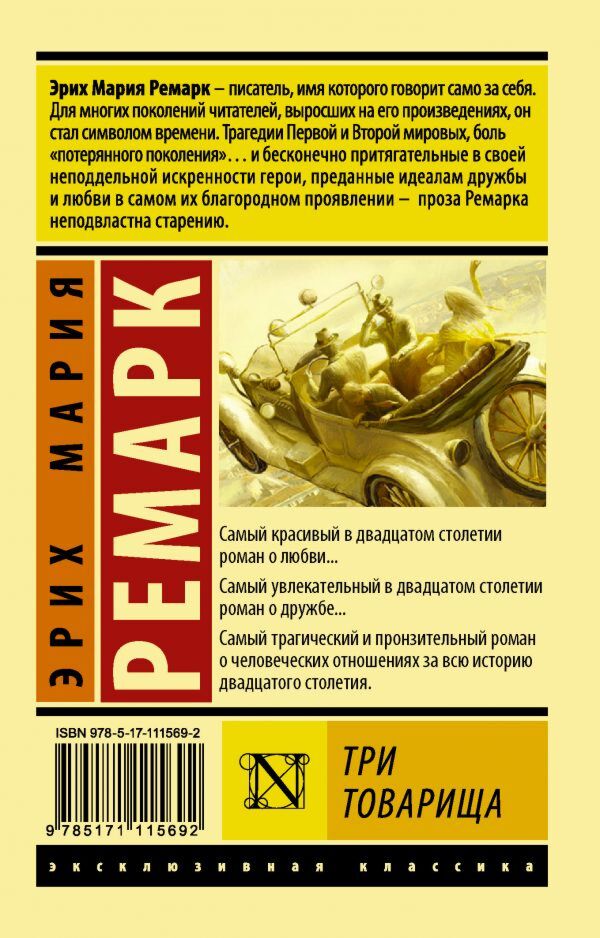 Эрих Мария Ремарк – писатель, имя которого говорит само за себя.
Для многих поколений читателей, выросших на его произведениях, он
стал символом времени. Трагедии Первой и Второй мировых, боль
«потерянного поколения»… и бесконечно притягательные в своей
неподдельной искренности герои, преданные идеалам дружбы
и любви в самом их благородном проявлении – проза Ремарка
неподвластна старению.
ЭРИХ МАРИЯ
РЕМАРК
Самый красивый в двадцатом столетии
роман о любви...
Самый увлекательный в двадцатом столетии
роман о дружбе...
Самый трагический и пронзительный роман
о человеческих отношениях за всю историю
двадцатого столетия.
ISBN 978-5-17-111569-2
9 785171 115692
N
ТРИ
ТОВАРИЩА
эксклюзивная классика